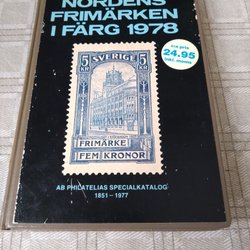 NORDENS
FRIMÄRKEN
I FÄRG 1978
24.95
5
KR
SVERIGE
5
KR
FRIMÄRKE
FEM KRONOR
AB PHILATELIAS SPECIALKATALOG
1851 – 1977